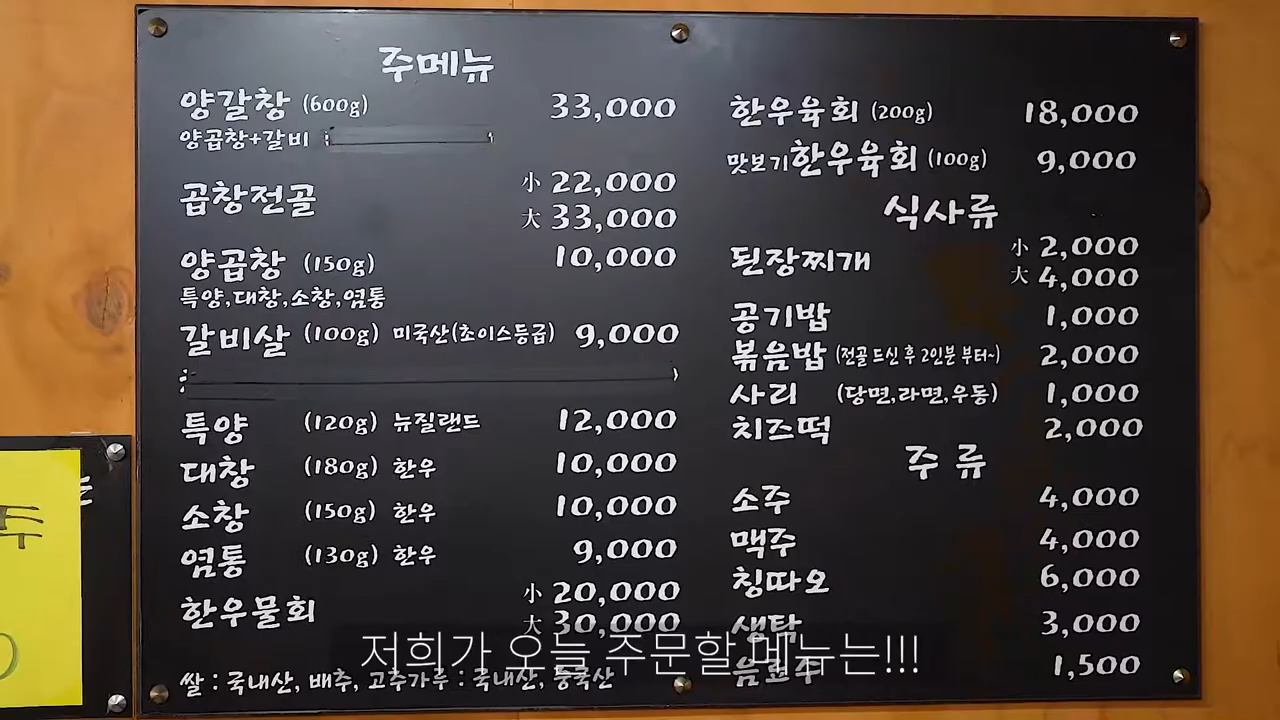 주메뉴
양갈창 (600g) 33,000
양곱창+갈비
곱창전골 小 22,000
大 33,000
양곱창 (150g) 10,000
특양,대창,소창,염통
갈비살 (100g) 미국산(초이스등급) 9,000
특양 (120g) 뉴질랜드 12,000
대창 (180g) 한우 10,000
소창 (150g) 한우 10,000
염통 (130g) 한우 9,000
한우물회 小 20,000
大 30,000
쌀 : 국내산, 배추, 고추가루 : 국내산, 중국산
한우육회 (200g) 18,000
맛보기한우육회 (100g) 9,000
식사류
된장찌개 小 2,000
大 4,000
공기밥 1,000
볶음밥 (전골 드신 후 2인분 부터~) 2,000
사리 (당면,라면,우동) 1,000
치즈떡 2,000
주 류
소주 4,000
맥주 4,000
칭따오 6,000
생탁 3,000
음료수 1,500
저희가 오늘 주문할 메뉴는!!!